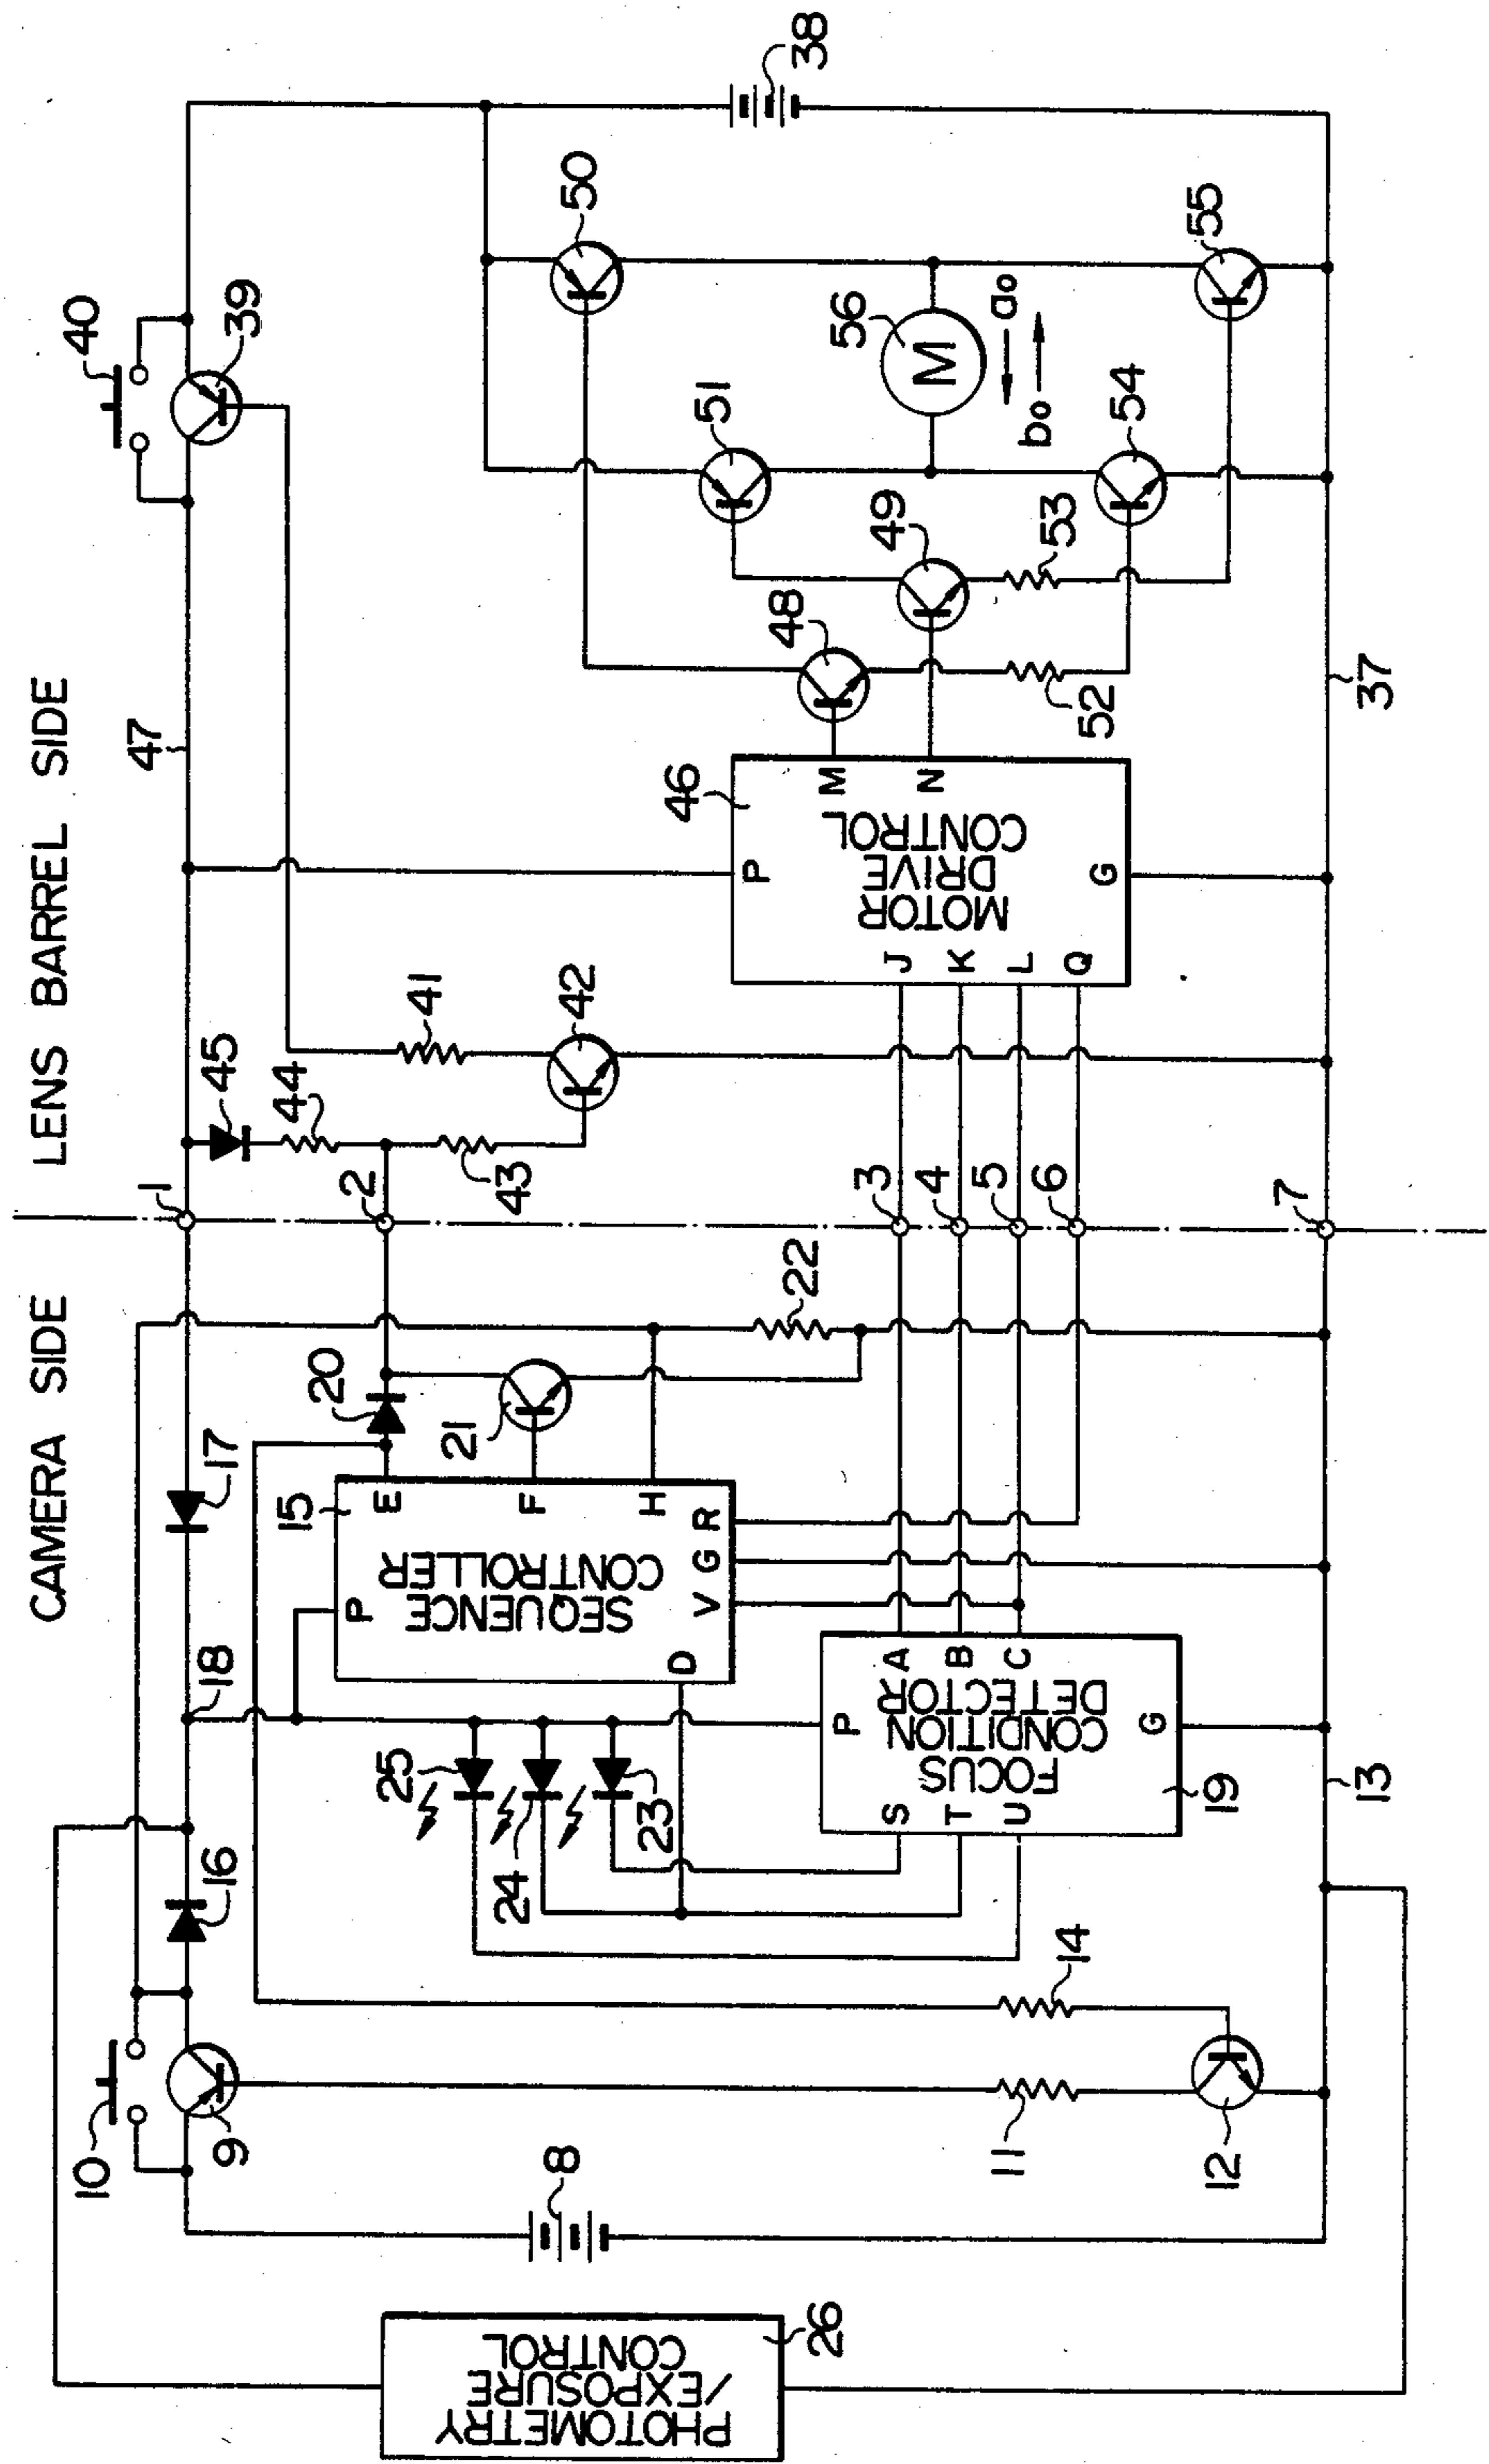 CAMERA SIDE
LENS BARREL SIDE
10
9
8
11
12
14
16
18
17
13
PHOTOMETRY
/EXPOSURE
CONTROL
26
25
24
23
SEQUENCE
CONTROLLER
15
P
D
E
F
H
V
G
R
20
21
22
FOCUS
CONDITION
DETECTOR
19
P
G
S
T
U
A
B
C
1
2
3
4
5
6
7
45
44
43
41
42
47
40
39
MOTOR
DRIVE
CONTROL
46
P
G
J
K
L
Q
M
N
48
49
50
51
52
53
54
55
56
M
a0
b0
38
37